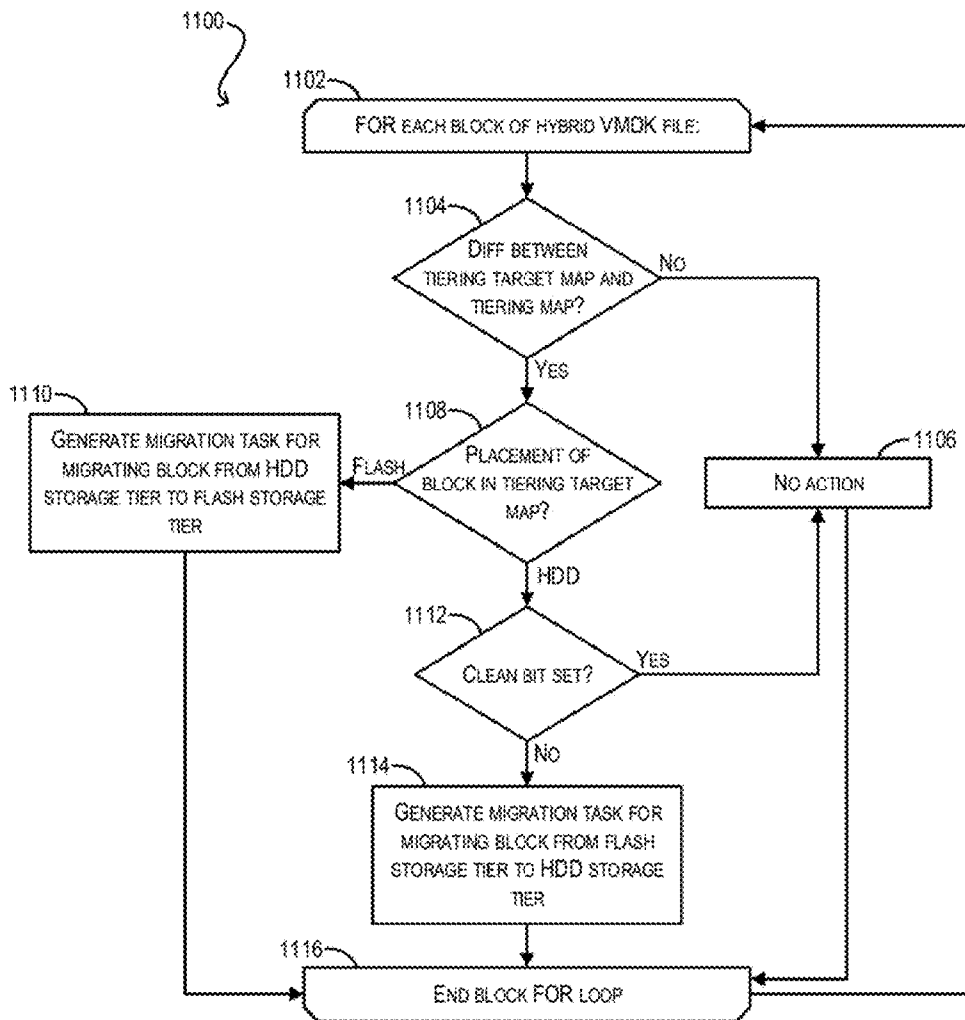 1100
1102
FOR EACH BLOCK OF HYBRID VMDK FILE:
1104
DIFF BETWEEN
TIERING TARGET MAP AND
TIERING MAP?
NO
YES
1110
GENERATE MIGRATION TASK FOR
MIGRATING BLOCK FROM HDD
STORAGE TIER TO FLASH STORAGE
TIER
FLASH
1108
PLACEMENT OF
BLOCK IN TIERING TARGET
MAP?
1106
NO ACTION
HDD
1112
CLEAN BIT SET?
YES
NO
1114
GENERATE MIGRATION TASK FOR
MIGRATING BLOCK FROM FLASH
STORAGE TIER TO HDD STORAGE
TIER
1116
END BLOCK FOR LOOP